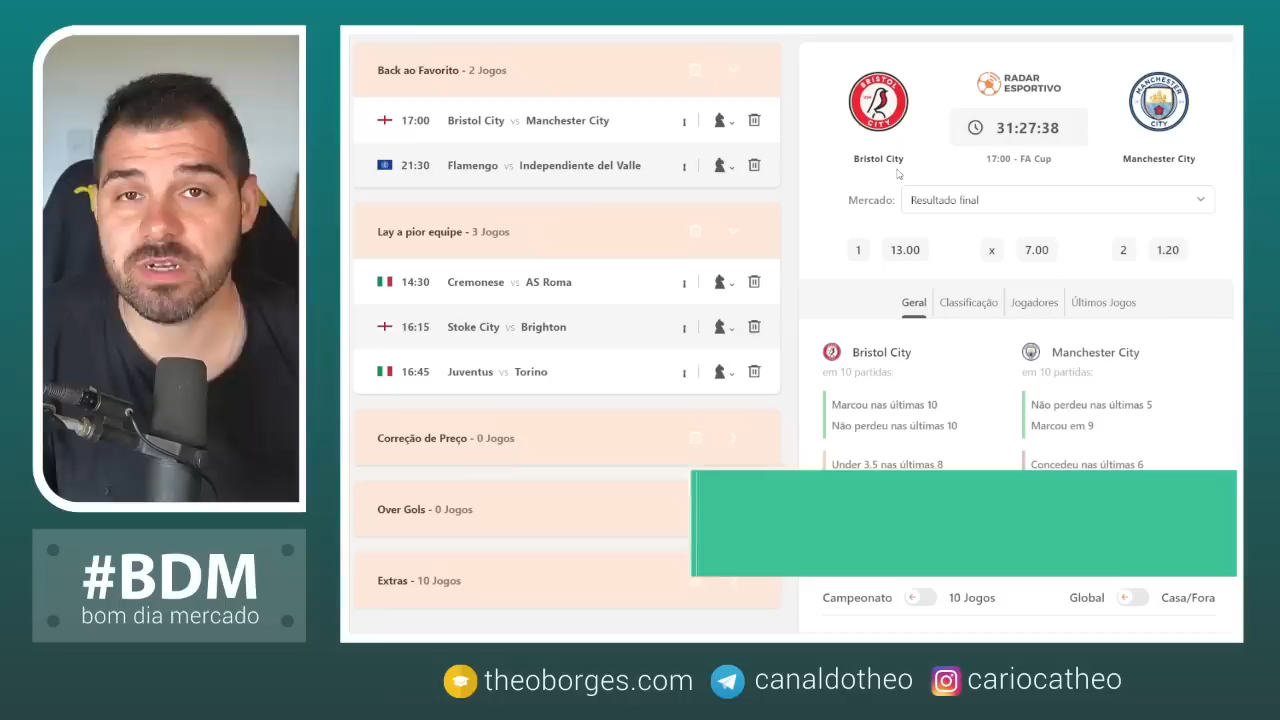 #BDM
bom dia mercado
Back ao Favorito - 2 Jogos
17:00 Bristol City vs Manchester City
21:30 Flamengo vs Independiente del Valle
Lay a pior equipe - 3 Jogos
14:30 Cremonese vs AS Roma
16:15 Stoke City vs Brighton
16:45 Juventus vs Torino
Correção de Preço - 0 Jogos
Over Gols - 0 Jogos
Extras - 10 Jogos
BRISTOL CITY
RADAR ESPORTIVO
MANCHESTER CITY
31:27:38
Bristol City 17:00 - FA Cup Manchester City
Mercado: Resultado final
1 13.00 x 7.00 2 1.20
Geral Classificação Jogadores Últimos Jogos
Bristol City Manchester City
em 10 partidas: em 10 partidas:
Marcou nas últimas 10 Não perdeu nas últimas 5
Não perdeu nas últimas 10 Marcou em 9
Under 3.5 nas últimas 8 Concedeu nas últimas 6
Campeonato 10 Jogos Global Casa/Fora
theoborges.com canaldotheo cariocatheo